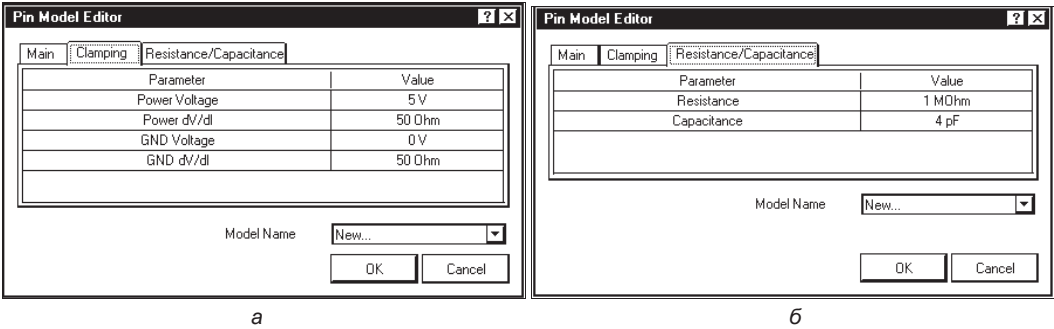 Pin Model Editor
Main Clamping Resistance/Capacitance
Parameter Value
Power Voltage 5 V
Power dV/dI 50 Ohm
GND Voltage 0 V
GND dV/dI 50 Ohm
Model Name New...
OK Cancel
а
Pin Model Editor
Main Clamping Resistance/Capacitance
Parameter Value
Resistance 1 MOhm
Capacitance 4 pF
Model Name New...
OK Cancel
б